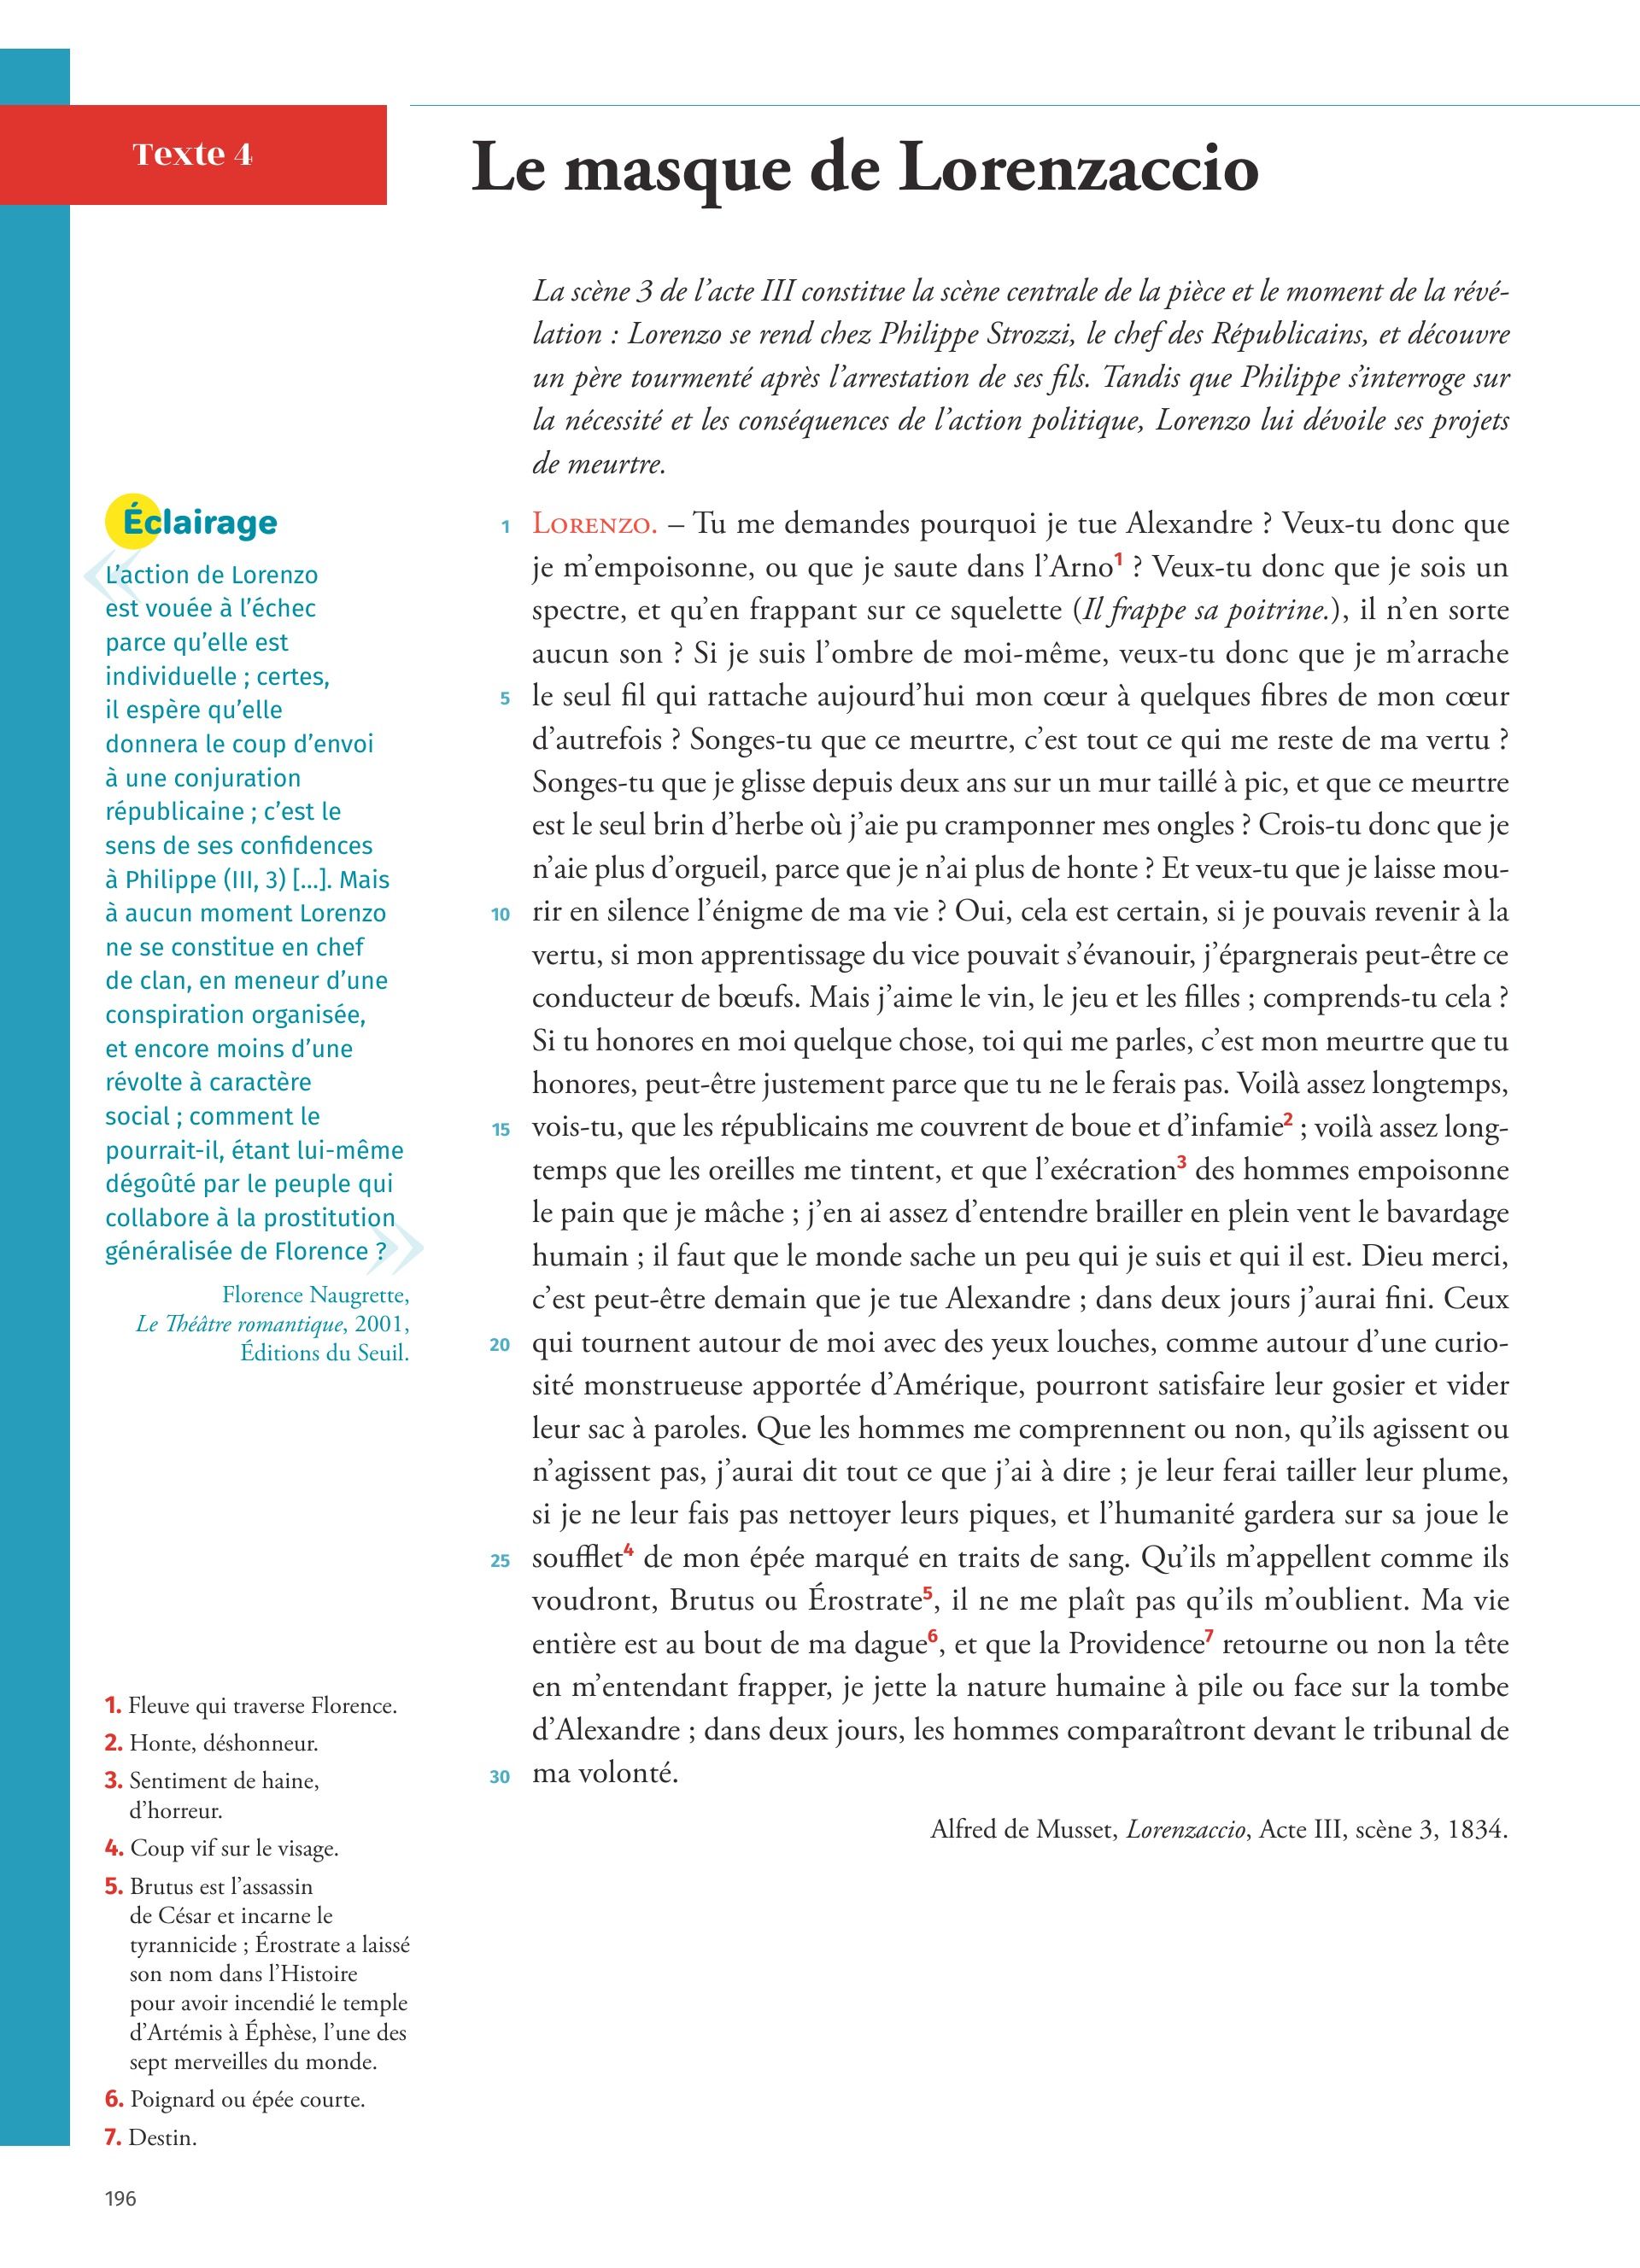 Texte 4
Le masque de Lorenzaccio
La scène 3 de l'acte III constitue la scène centrale de la pièce et le moment de la révé-
lation : Lorenzo se rend chez Philippe Strozzi, le chef des Républicains, et découvre
un père tourmenté après l'arrestation de ses fils. Tandis que Philippe s'interroge sur
la nécessité et les conséquences de l'action politique, Lorenzo lui dévoile ses projets
de meurtre.
Éclairage
« L'action de Lorenzo
est vouée à l'échec
parce qu'elle est
individuelle ; certes,
il espère qu'elle
donnera le coup d'envoi
à une conjuration
républicaine ; c'est le
sens de ses confidences
à Philippe (III, 3) [...]. Mais
à aucun moment Lorenzo
ne se constitue en chef
de clan, en meneur d'une
conspiration organisée,
et encore moins d'une
révolte à caractère
social ; comment le
pourrait-il, étant lui-même
dégoûté par le peuple qui
collabore à la prostitution
généralisée de Florence ? »
Florence Naugrette,
Le Théâtre romantique, 2001,
Éditions du Seuil.
1 LORENZO. – Tu me demandes pourquoi je tue Alexandre ? Veux-tu donc que
je m'empoisonne, ou que je saute dans l'Arno1 ? Veux-tu donc que je sois un
spectre, et qu'en frappant sur ce squelette (Il frappe sa poitrine.), il n'en sorte
aucun son ? Si je suis l'ombre de moi-même, veux-tu donc que je m'arrache
5 le seul fil qui rattache aujourd'hui mon cœur à quelques fibres de mon cœur
d'autrefois ? Songes-tu que ce meurtre, c'est tout ce qui me reste de ma vertu ?
Songes-tu que je glisse depuis deux ans sur un mur taillé à pic, et que ce meurtre
est le seul brin d'herbe où j'aie pu cramponner mes ongles ? Crois-tu donc que je
n'aie plus d'orgueil, parce que je n'ai plus de honte ? Et veux-tu que je laisse mou-
10 rir en silence l'énigme de ma vie ? Oui, cela est certain, si je pouvais revenir à la
vertu, si mon apprentissage du vice pouvait s'évanouir, j'épargnerais peut-être ce
conducteur de bœufs. Mais j'aime le vin, le jeu et les filles ; comprends-tu cela ?
Si tu honores en moi quelque chose, toi qui me parles, c'est mon meurtre que tu
honores, peut-être justement parce que tu ne le ferais pas. Voilà assez longtemps,
15 vois-tu, que les républicains me couvrent de boue et d'infamie2 ; voilà assez long-
temps que les oreilles me tintent, et que l'exécration3 des hommes empoisonne
le pain que je mâche ; j'en ai assez d'entendre brailler en plein vent le bavardage
humain ; il faut que le monde sache un peu qui je suis et qui il est. Dieu merci,
c'est peut-être demain que je tue Alexandre ; dans deux jours j'aurai fini. Ceux
20 qui tournent autour de moi avec des yeux louches, comme autour d'une curio-
sité monstrueuse apportée d'Amérique, pourront satisfaire leur gosier et vider
leur sac à paroles. Que les hommes me comprennent ou non, qu'ils agissent ou
n'agissent pas, j'aurai dit tout ce que j'ai à dire ; je leur ferai tailler leur plume,
si je ne leur fais pas nettoyer leurs piques, et l'humanité gardera sur sa joue le
25 soufflet4 de mon épée marqué en traits de sang. Qu'ils m'appellent comme ils
voudront, Brutus ou Érostrate5, il ne me plaît pas qu'ils m'oublient. Ma vie
entière est au bout de ma dague6, et que la Providence7 retourne ou non la tête
en m'entendant frapper, je jette la nature humaine à pile ou face sur la tombe
d'Alexandre ; dans deux jours, les hommes comparaîtront devant le tribunal de
30 ma volonté.
Alfred de Musset, Lorenzaccio, Acte III, scène 3, 1834.
1. Fleuve qui traverse Florence.
2. Honte, déshonneur.
3. Sentiment de haine,
d'horreur.
4. Coup vif sur le visage.
5. Brutus est l'assassin
de César et incarne le
tyrannicide ; Érostrate a laissé
son nom dans l'Histoire
pour avoir incendié le temple
d'Artémis à Éphèse, l'une des
sept merveilles du monde.
6. Poignard ou épée courte.
7. Destin.
196